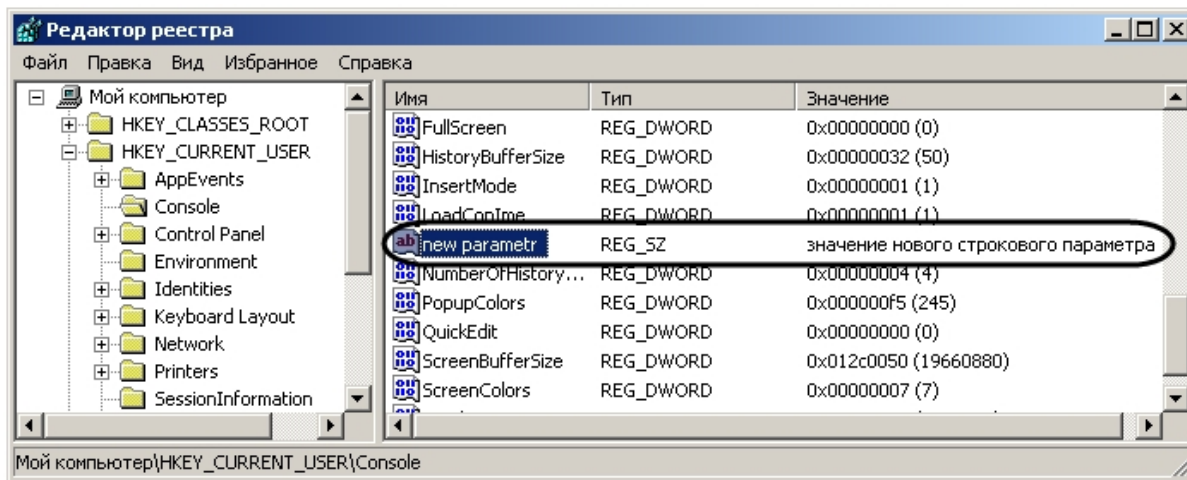 Редактор реестра
Файл Правка Вид Избранное Справка
Мой компьютер
HKEY_CLASSES_ROOT
HKEY_CURRENT_USER
AppEvents
Console
Control Panel
Environment
Identities
Keyboard Layout
Network
Printers
SessionInformation
Имя Тип Значение
FullScreen REG_DWORD 0x00000000 (0)
HistoryBufferSize REG_DWORD 0x00000032 (50)
InsertMode REG_DWORD 0x00000001 (1)
LoadConIme REG_DWORD 0x00000001 (1)
new parametr REG_SZ значение нового строкового параметра
NumberOfHistory... REG_DWORD 0x00000004 (4)
PopupColors REG_DWORD 0x000000f5 (245)
QuickEdit REG_DWORD 0x00000000 (0)
ScreenBufferSize REG_DWORD 0x012c0050 (19660880)
ScreenColors REG_DWORD 0x00000007 (7)
Мой компьютер\HKEY_CURRENT_USER\Console